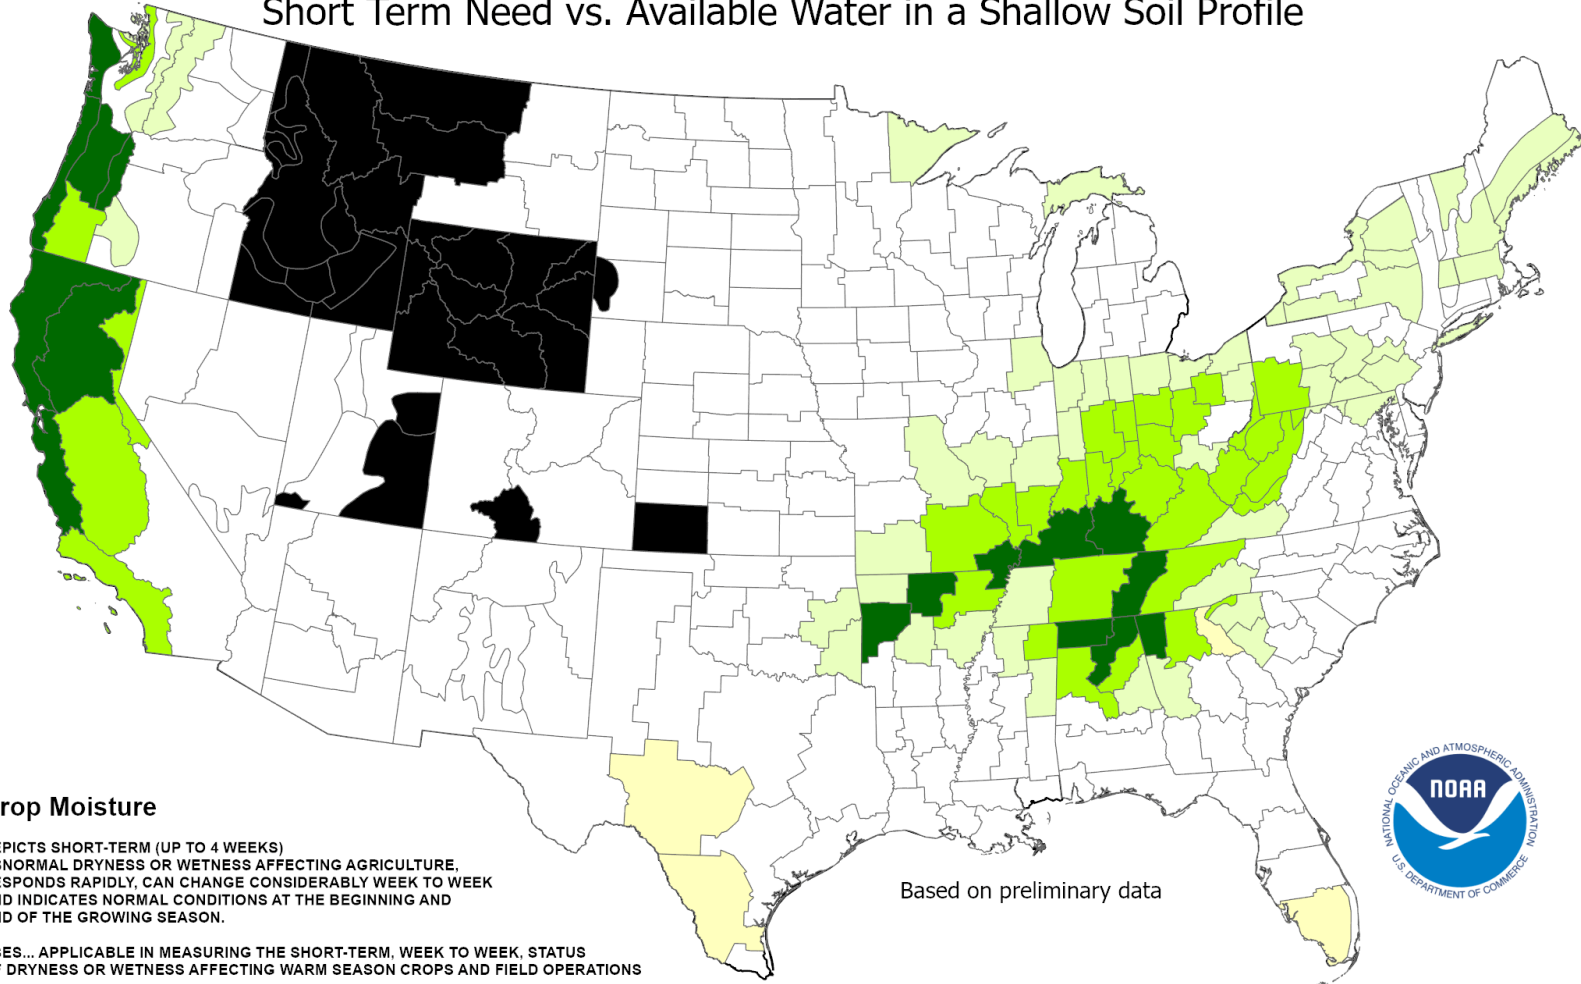 Short Term Need vs. Available Water in a Shallow Soil Profile
rop Moisture
EPICTS SHORT-TERM (UP TO 4 WEEKS)
BNORMAL DRYNESS OR WETNESS AFFECTING AGRICULTURE,
ESPONDS RAPIDLY, CAN CHANGE CONSIDERABLY WEEK TO WEEK
ND INDICATES NORMAL CONDITIONS AT THE BEGINNING AND
ND OF THE GROWING SEASON.
SES... APPLICABLE IN MEASURING THE SHORT-TERM, WEEK TO WEEK, STATUS
F DRYNESS OR WETNESS AFFECTING WARM SEASON CROPS AND FIELD OPERATIONS
Based on preliminary data
NATIONAL OCEANIC AND ATMOSPHERIC ADMINISTRATION
NOAA
U.S. DEPARTMENT OF COMMERCE